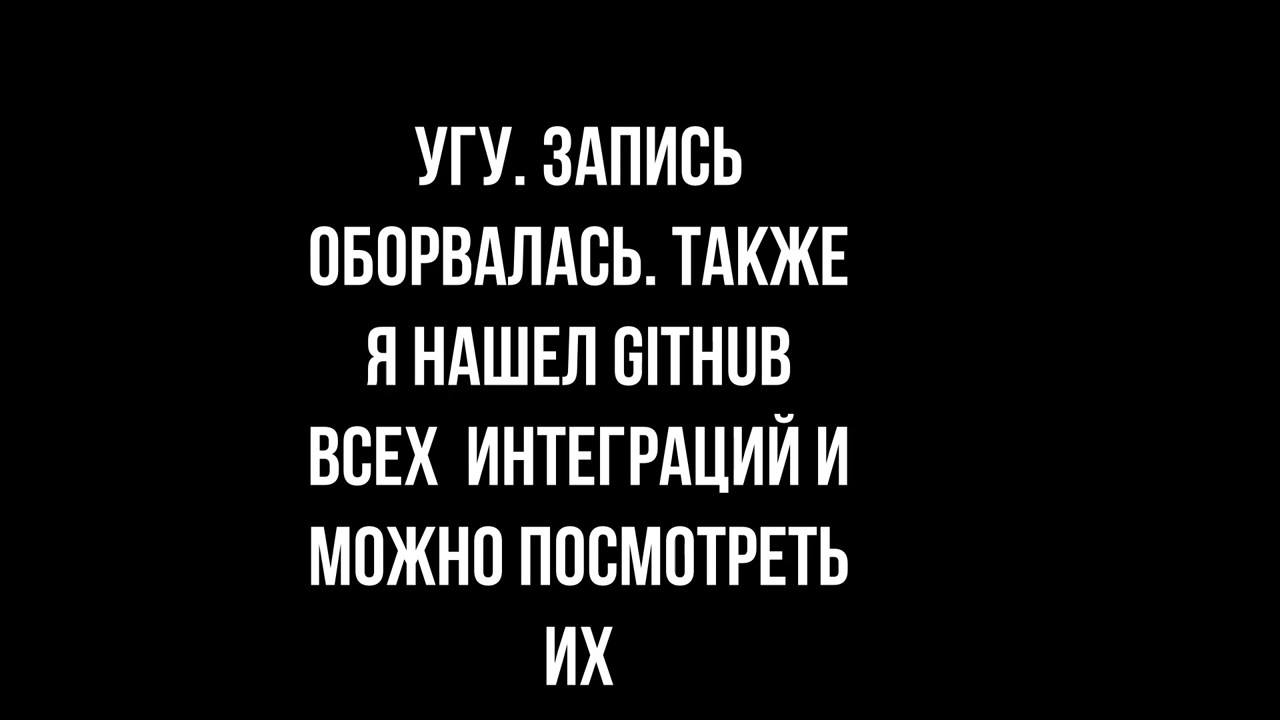 УГУ. ЗАПИСЬ
ОБОРВАЛАСЬ. ТАКЖЕ
Я НАШЕЛ GITHUB
ВСЕХ  ИНТЕГРАЦИЙ И
МОЖНО ПОСМОТРЕТЬ
ИХ